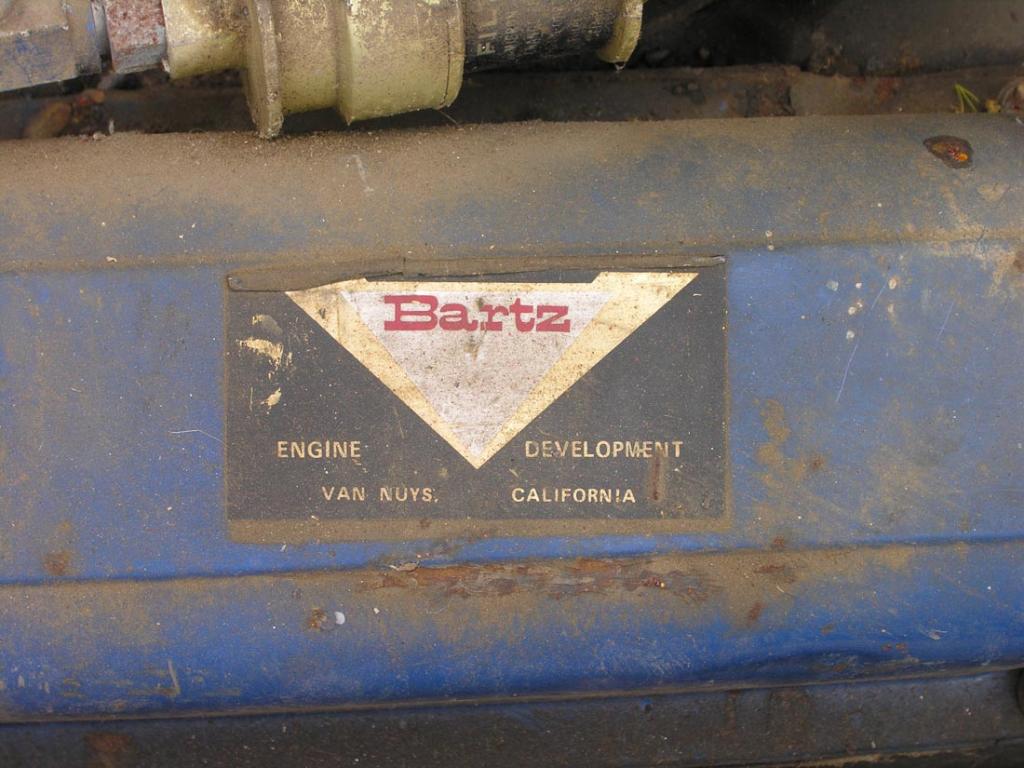 Bartz
ENGINE DEVELOPMENT
VAN NUYS, CALIFORNIA